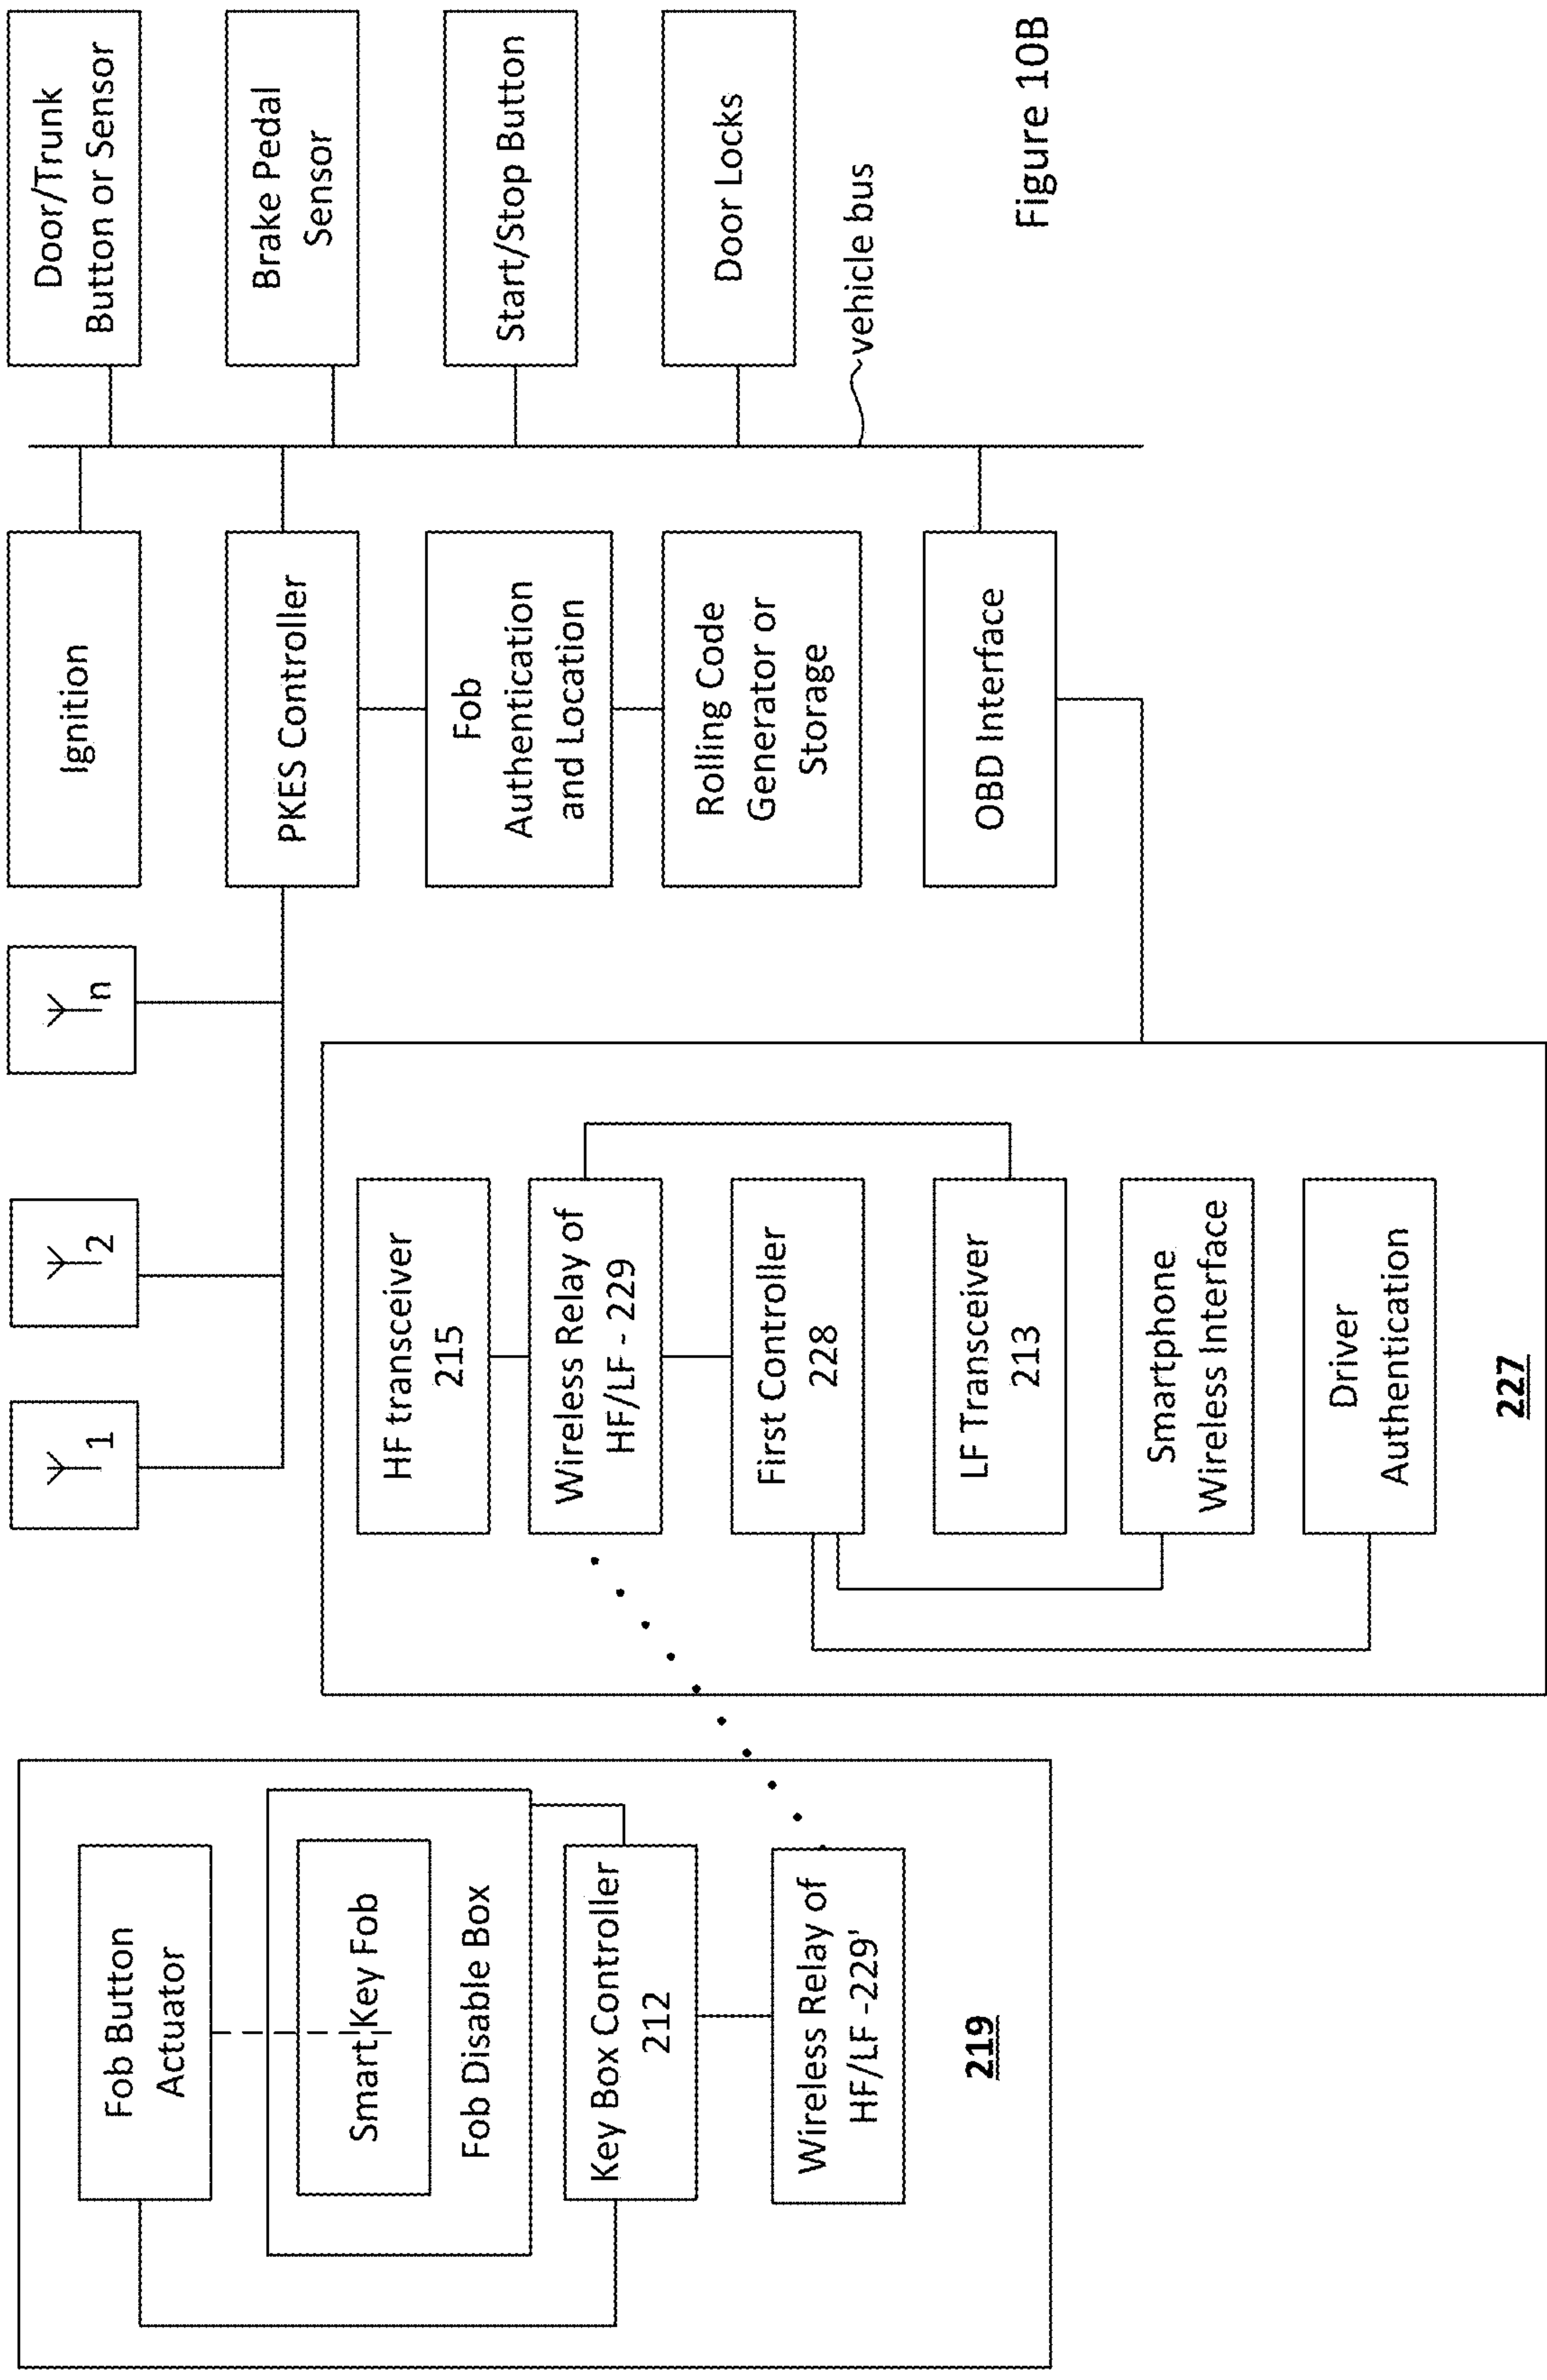 Fob Button
Actuator
Smart Key Fob
Fob Disable Box
Key Box Controller
212
Wireless Relay of
HF/LF -229'
219
1
2
n
HF transceiver
215
Wireless Relay of
HF/LF - 229
First Controller
228
LF Transceiver
213
Smartphone
Wireless Interface
Driver
Authentication
227
Ignition
PKES Controller
Fob
Authentication
and Location
Rolling Code
Generator or
Storage
OBD Interface
Door/Trunk
Button or Sensor
Brake Pedal
Sensor
Start/Stop Button
Door Locks
vehicle bus
Figure 10B